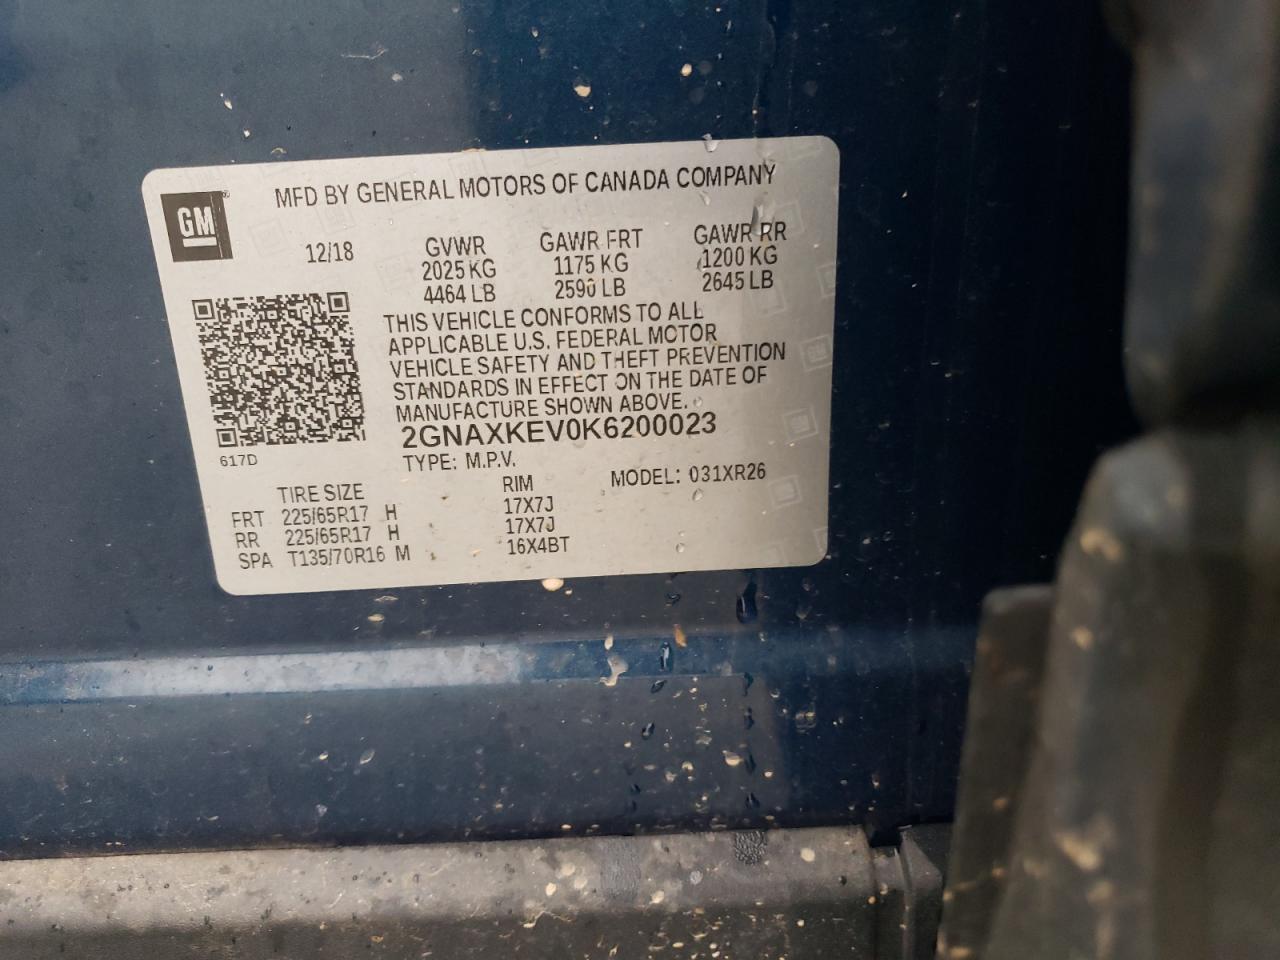 GM
MFD BY GENERAL MOTORS OF CANADA COMPANY
12/18 GVWR GAWR FRT GAWR RR
2025 KG 1175 KG 1200 KG
4464 LB 2590 LB 2645 LB
THIS VEHICLE CONFORMS TO ALL
APPLICABLE U.S. FEDERAL MOTOR
VEHICLE SAFETY AND THEFT PREVENTION
STANDARDS IN EFFECT ON THE DATE OF
MANUFACTURE SHOWN ABOVE.
2GNAXKEV0K6200023
617D
TYPE: M.P.V. MODEL: 031XR26
TIRE SIZE RIM
FRT 225/65R17 H 17X7J
RR 225/65R17 H 17X7J
SPA T135/70R16 M 16X4BT